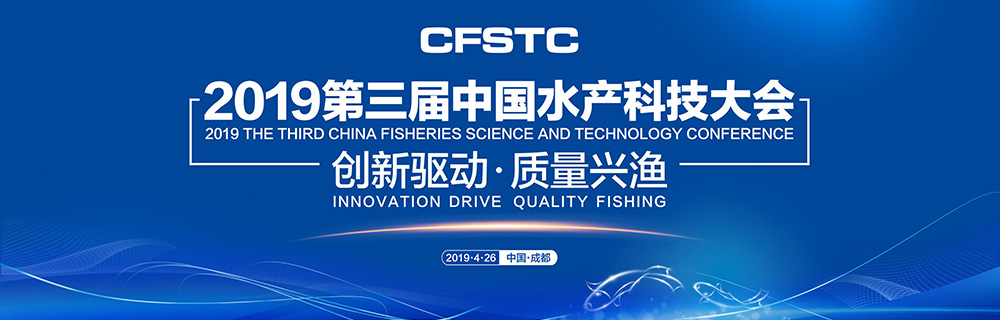 CFSTC
2019第三届中国水产科技大会
2019 THE THIRD CHINA FISHERIES SCIENCE AND TECHNOLOGY CONFERENCE
创新驱动·质量兴渔
INNOVATION DRIVE QUALITY FISHING
2019·4·26 中国·成都